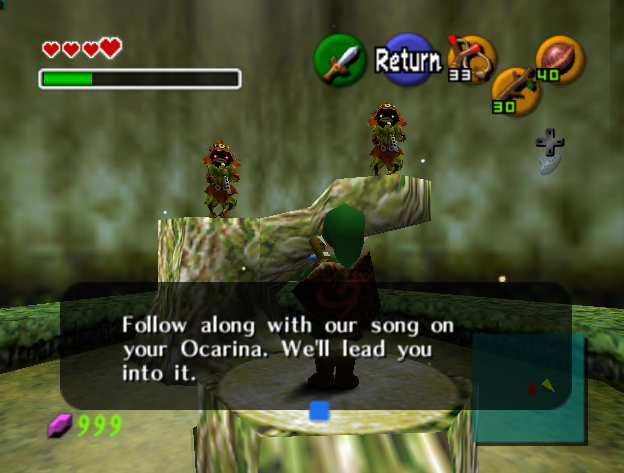 Return
33
40
30
Follow along with our song on
your Ocarina. We'll lead you
into it.
999